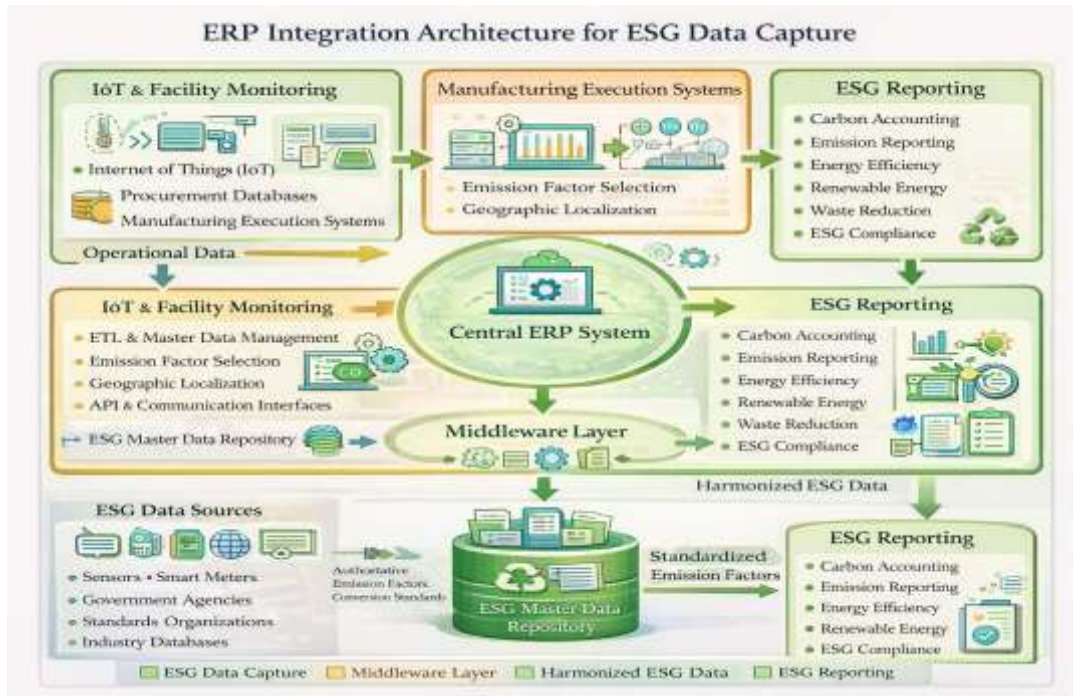 ERP Integration Architecture for ESG Data Capture
IoT & Facility Monitoring
• Internet of Things (IoT)
Procurement Databases
Manufacturing Execution Systems
Operational Data
Manufacturing Execution Systems
• Emission Factor Selection
• Geographic Localization
ESG Reporting
• Carbon Accounting
• Emission Reporting
• Energy Efficiency
• Renewable Energy
• Waste Reduction
• ESG Compliance
IoT & Facility Monitoring
• ETL & Master Data Management
• Emission Factor Selection
• Geographic Localization
• API & Communication Interfaces
ESG Master Data Repository
Central ERP System
Middleware Layer
ESG Reporting
• Carbon Accounting
• Emission Reporting
• Energy Efficiency
• Renewable Energy
• Waste Reduction
• ESG Compliance
Harmonized ESG Data
ESG Data Sources
• Sensors • Smart Meters
• Government Agencies
• Standards Organizations
• Industry Databases
Authoritative
Emission Factors
Conversion Standards
ESG Master Data
Repository
Standardized
Emission Factors
ESG Reporting
• Carbon Accounting
• Emission Reporting
• Energy Efficiency
• Renewable Energy
• ESG Compliance
ESG Data Capture
Middleware Layer
Harmonized ESG Data
ESG Reporting